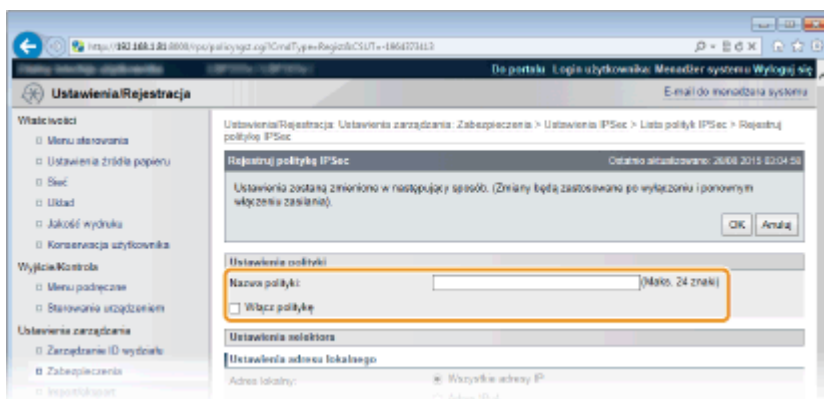 Do portalu Login użytkownika: Menedżer systemu Wyloguj się
Ustawienia/Rejestracja
E-mail do menedżera systemu
Właściwości
Menu sterowania
Ustawienia źródła papieru
Sieć
Układ
Jakość wydruku
Konserwacja użytkownika
Wyjście/Kontrola
Menu podręczne
Sterowanie urządzeniem
Ustawienia zarządzania
Zarządzanie ID wydziału
Zabezpieczenia
Import/Eksport
Ustawienia/Rejestracja: Ustawienia zarządzania: Zabezpieczenia > Ustawienia IPSec > Lista polityk IPSec > Rejestruj
politykę IPSec
Rejestruj politykę IPSec
Ostatnio aktualizowano: 2015 03:04:58
Ustawienia zostaną zmienione w następujący sposób. (Zmiany będą zastosowane po wyłączeniu i ponownym
włączeniu zasilania).
OK Anuluj
Ustawienia polityki
Nazwa polityki: (Maks. 24 znaki)
Włącz politykę
Ustawienia selektora
Ustawienia adresu lokalnego
Adres lokalny: Wszystkie adresy IP